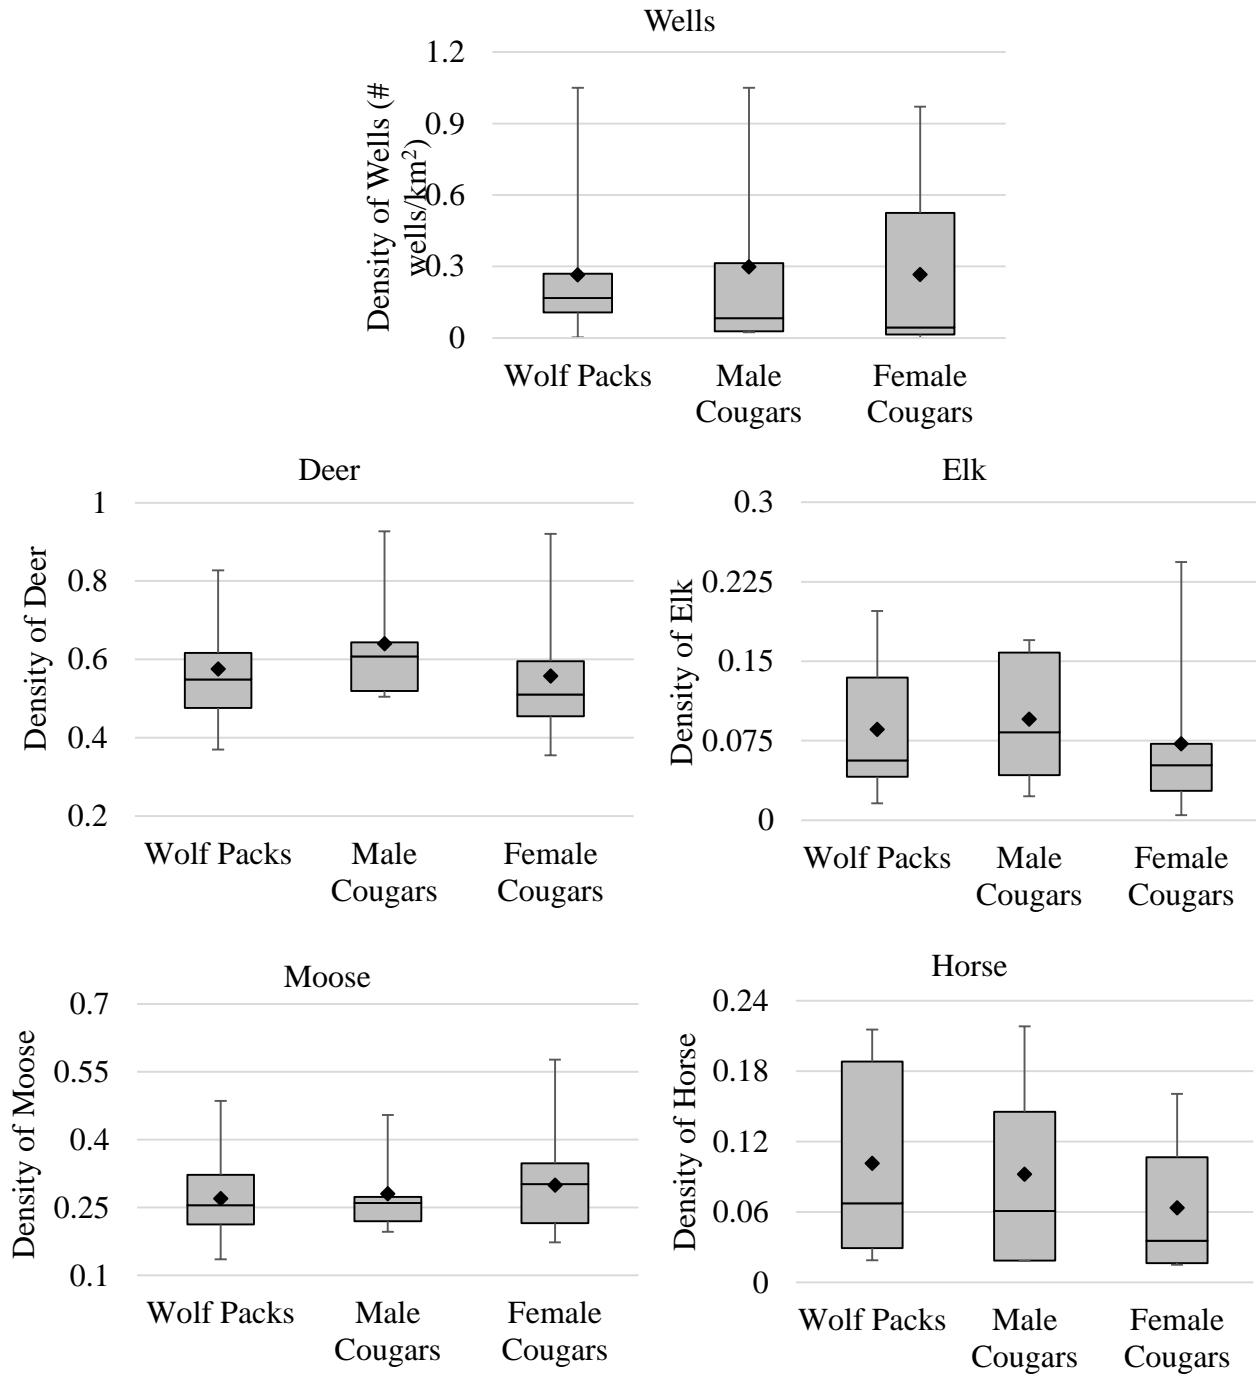 Wells
Density of Wells (#
wells/km²)
1.2
0.9
0.6
0.3
0
Wolf Packs
Male
Cougars
Female
Cougars
Deer
Density of Deer
1
0.8
0.6
0.4
0.2
Wolf Packs
Male
Cougars
Female
Cougars
Elk
Density of Elk
0.3
0.225
0.15
0.075
0
Wolf Packs
Male
Cougars
Female
Cougars
Moose
Density of Moose
0.7
0.55
0.4
0.25
0.1
Wolf Packs
Male
Cougars
Female
Cougars
Horse
Density of Horse
0.24
0.18
0.12
0.06
0
Wolf Packs
Male
Cougars
Female
Cougars